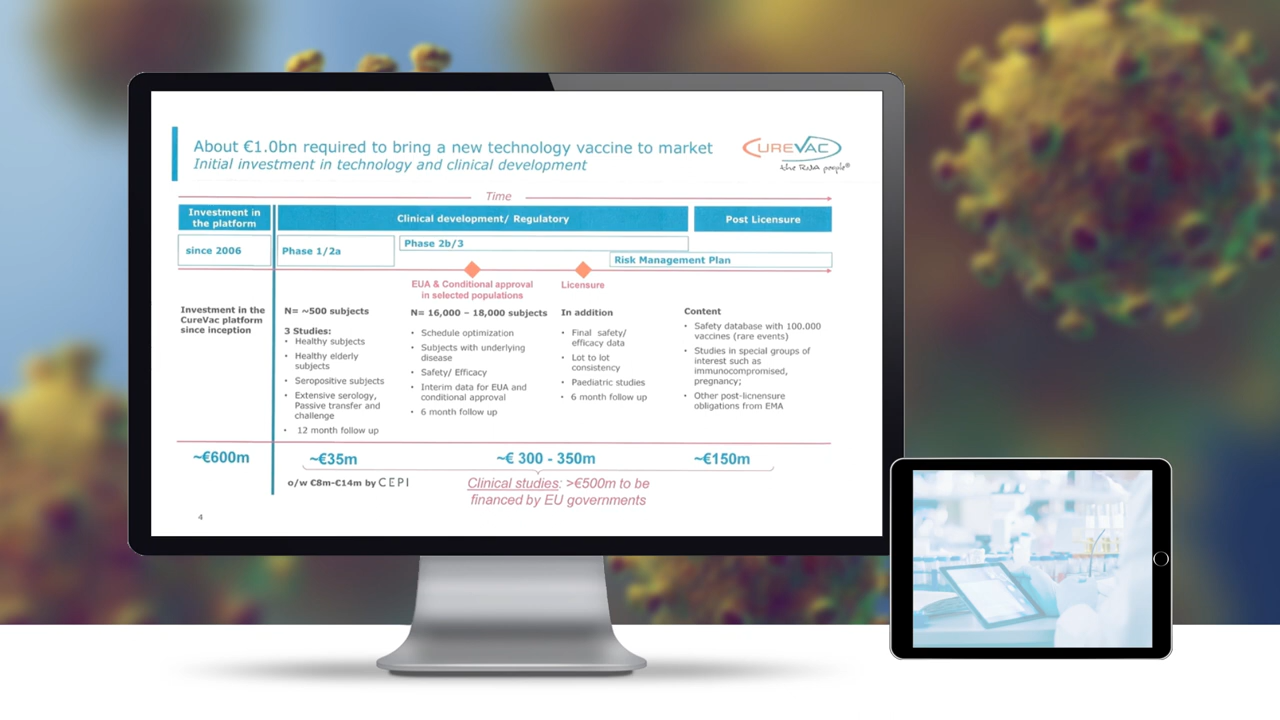 About €1.0bn required to bring a new technology vaccine to market
Initial investment in technology and clinical development
CUREVAC
the RNA people®
Time
Investment in
the platform
Clinical development/ Regulatory
Post Licensure
since 2006
Phase 1/2a
Phase 2b/3
Risk Management Plan
EUA & Conditional approval
in selected populations
Licensure
Investment in the
CureVac platform
since inception
N= ~500 subjects
3 Studies:
• Healthy subjects
• Healthy elderly
subjects
• Seropositive subjects
• Extensive serology,
Passive transfer and
challenge
• 12 month follow up
N= 16,000 – 18,000 subjects
• Schedule optimization
• Subjects with underlying
disease
• Safety/ Efficacy
• Interim data for EUA and
conditional approval
• 6 month follow up
In addition
• Final safety/
efficacy data
• Lot to lot
consistency
• Paediatric studies
• 6 month follow up
Content
• Safety database with 100.000
vaccines (rare events)
• Studies in special groups of
interest such as
immunocompromised,
pregnancy;
• Other post-licnensure
obligations from EMA
~€600m
~€35m
~€ 300 - 350m
~€150m
o/w €8m-€14m by CEPI
Clinical studies: >€500m to be
financed by EU governments
4